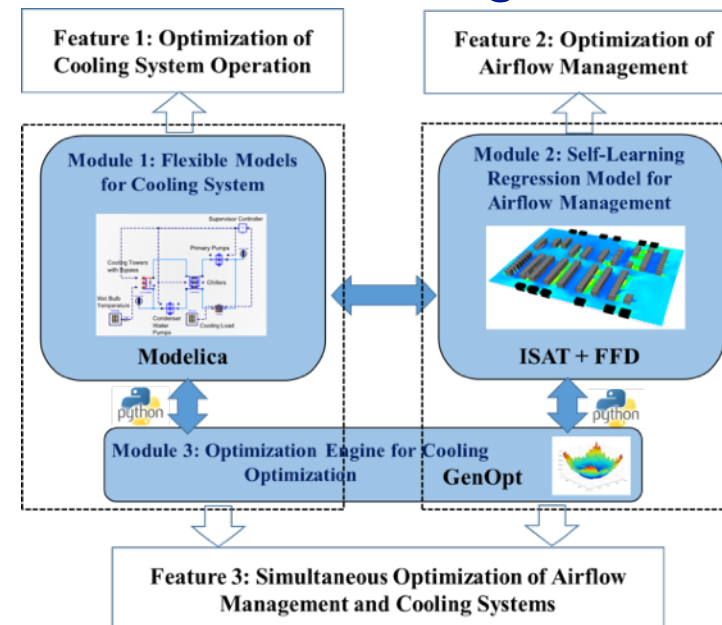 Feature 1: Optimization of
Cooling System Operation
Feature 2: Optimization of
Airflow Management
Module 1: Flexible Models
for Cooling System
Supervisor Controller
Primary Pumps
Cooling Towers
with Bypass
Chillers
Wet Bulb
Temperature
Condenser
Water
Pumps
Cooling Load
Modelica
Module 2: Self-Learning
Regression Model for
Airflow Management
ISAT + FFD
python
python
Module 3: Optimization Engine for Cooling
Optimization
GenOpt
Feature 3: Simultaneous Optimization of Airflow
Management and Cooling Systems